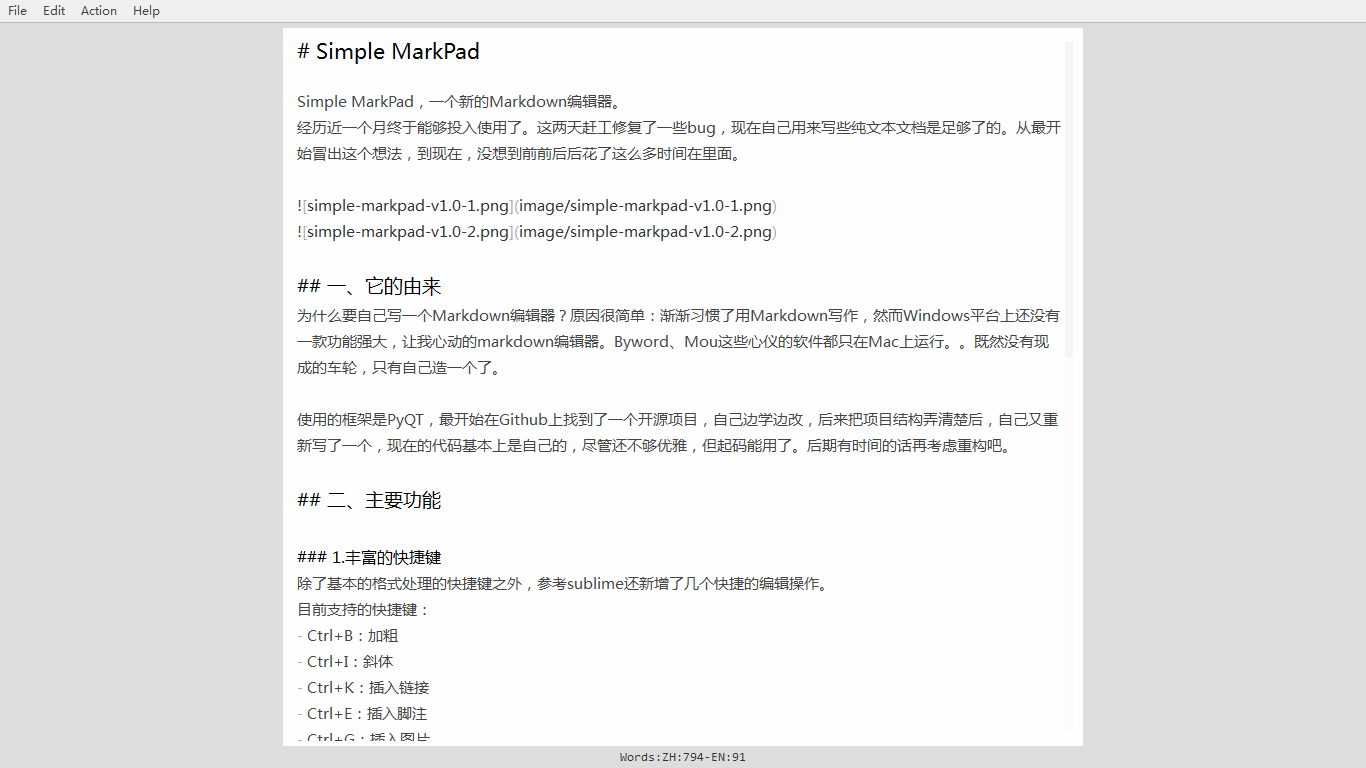 File Edit Action Help
# Simple MarkPad
Simple MarkPad，一个新的Markdown编辑器。
经历近一个月终于能够投入使用了。这两天赶工修复了一些bug，现在自己用来写些纯文本文档是足够了的。从最开
始冒出这个想法，到现在，没想到前前后后花了这么多时间在里面。
![simple-markpad-v1.0-1.png](image/simple-markpad-v1.0-1.png)
![simple-markpad-v1.0-2.png](image/simple-markpad-v1.0-2.png)
## 一、它的由来
为什么要自己写一个Markdown编辑器？原因很简单：渐渐习惯了用Markdown写作，然而Windows平台上还没有
一款功能强大，让我心动的markdown编辑器。Byword、Mou这些心仪的软件都只在Mac上运行。。既然没有现
成的车轮，只有自己造一个了。
使用的框架是PyQT，最开始在Github上找到了一个开源项目，自己边学边改，后来把项目结构弄清楚后，自己又重
新写了一个，现在的代码基本上是自己的，尽管还不够优雅，但起码能用了。后期有时间的话再考虑重构吧。
## 二、主要功能
### 1.丰富的快捷键
除了基本的格式处理的快捷键之外，参考sublime还新增了几个快捷的编辑操作。
目前支持的快捷键：
- Ctrl+B：加粗
- Ctrl+I：斜体
- Ctrl+K：插入链接
- Ctrl+E：插入脚注
- Ctrl+G：插入图片
Words:ZH:794-EN:91